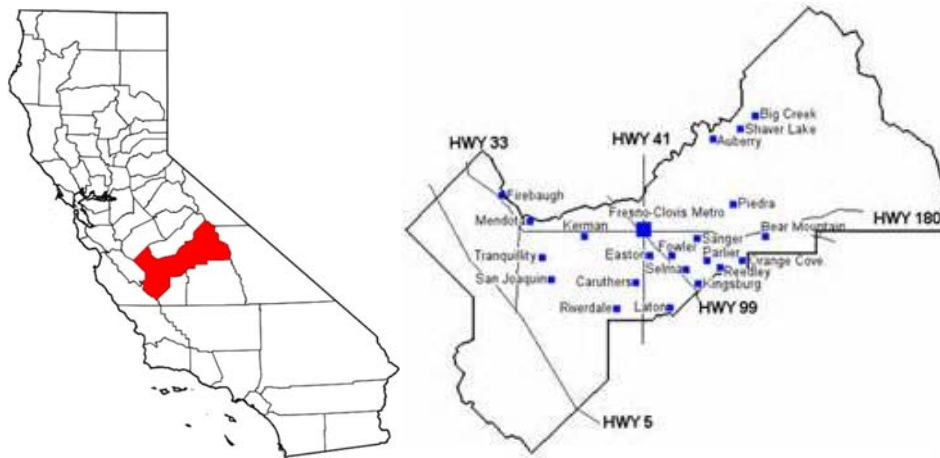 Big Creek
Shaver Lake
Auberry
HWY 33
HWY 41
Firebaugh
Piedra
Mendota
Fresno-Clovis Metro
HWY 180
Kerman
Sanger
Bear Mountain
Fowler
Tranquillity
Easton
Parlier
Orange Cove
Selma
Reedley
San Joaquin
Caruthers
Kingsburg
Riverdale
Laton
HWY 99
HWY 5